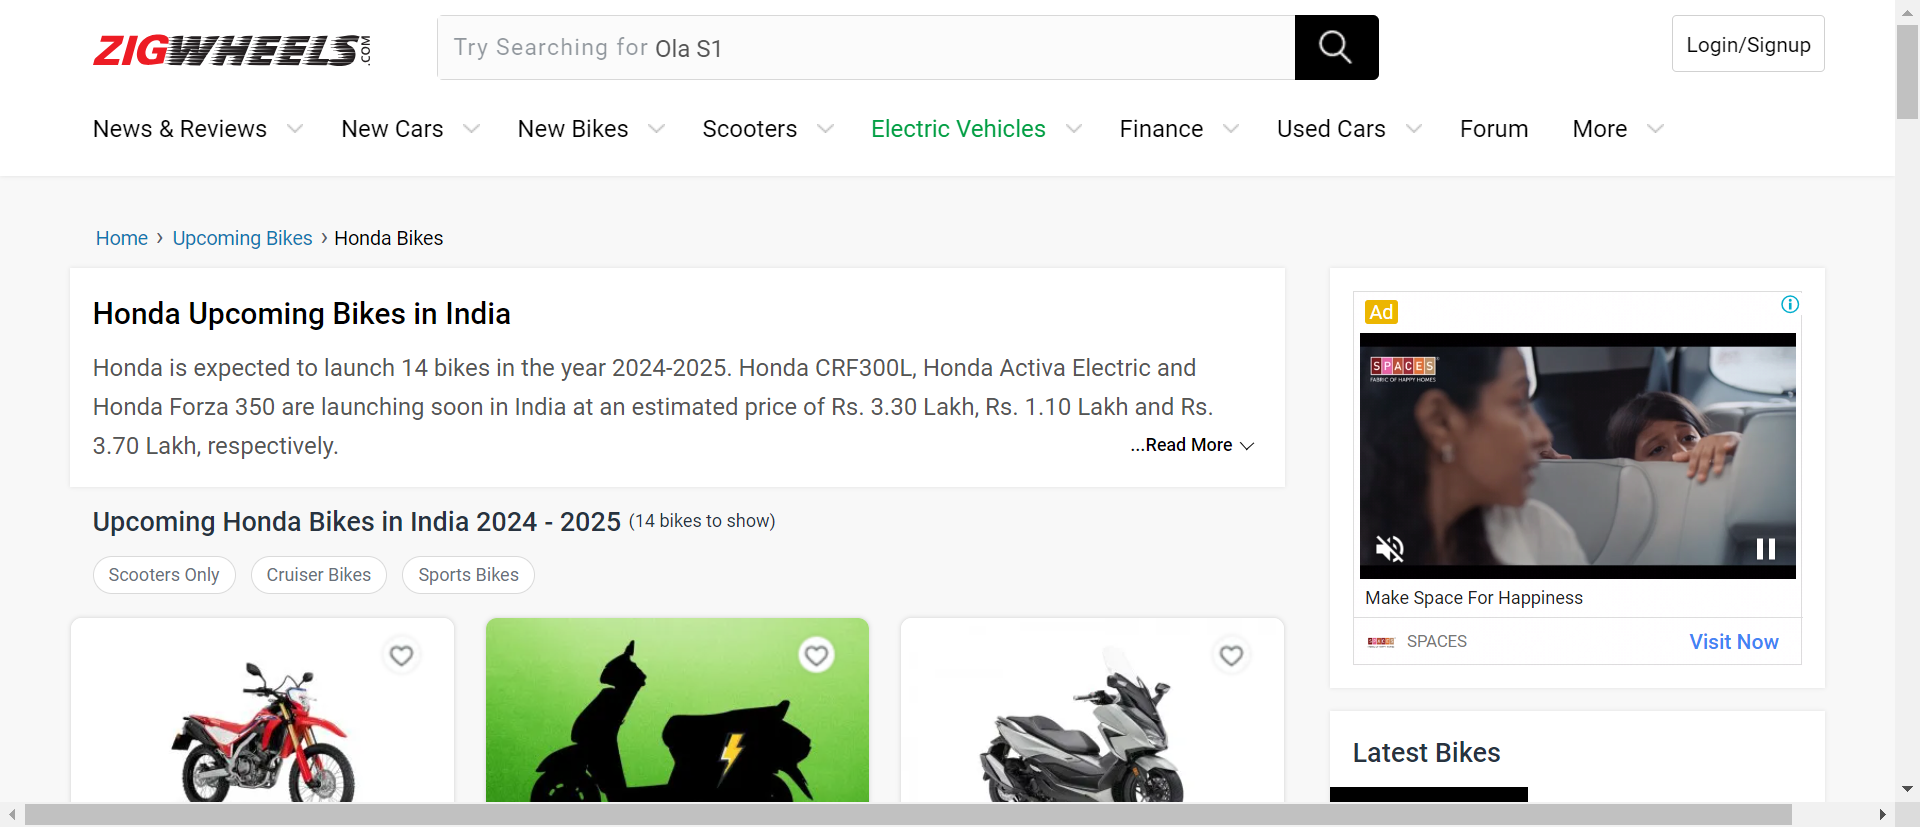 ZIGWHEELS.COM
Try Searching for Ola S1
Login/Signup
News & Reviews
New Cars
New Bikes
Scooters
Electric Vehicles
Finance
Used Cars
Forum
More
Home › Upcoming Bikes › Honda Bikes
Honda Upcoming Bikes in India
Honda is expected to launch 14 bikes in the year 2024-2025. Honda CRF300L, Honda Activa Electric and
Honda Forza 350 are launching soon in India at an estimated price of Rs. 3.30 Lakh, Rs. 1.10 Lakh and Rs.
3.70 Lakh, respectively.
...Read More
Upcoming Honda Bikes in India 2024 - 2025 (14 bikes to show)
Scooters Only
Cruiser Bikes
Sports Bikes
Ad
SPACES
FABRIC OF HAPPY HOMES
Make Space For Happiness
SPACES
Visit Now
Latest Bikes